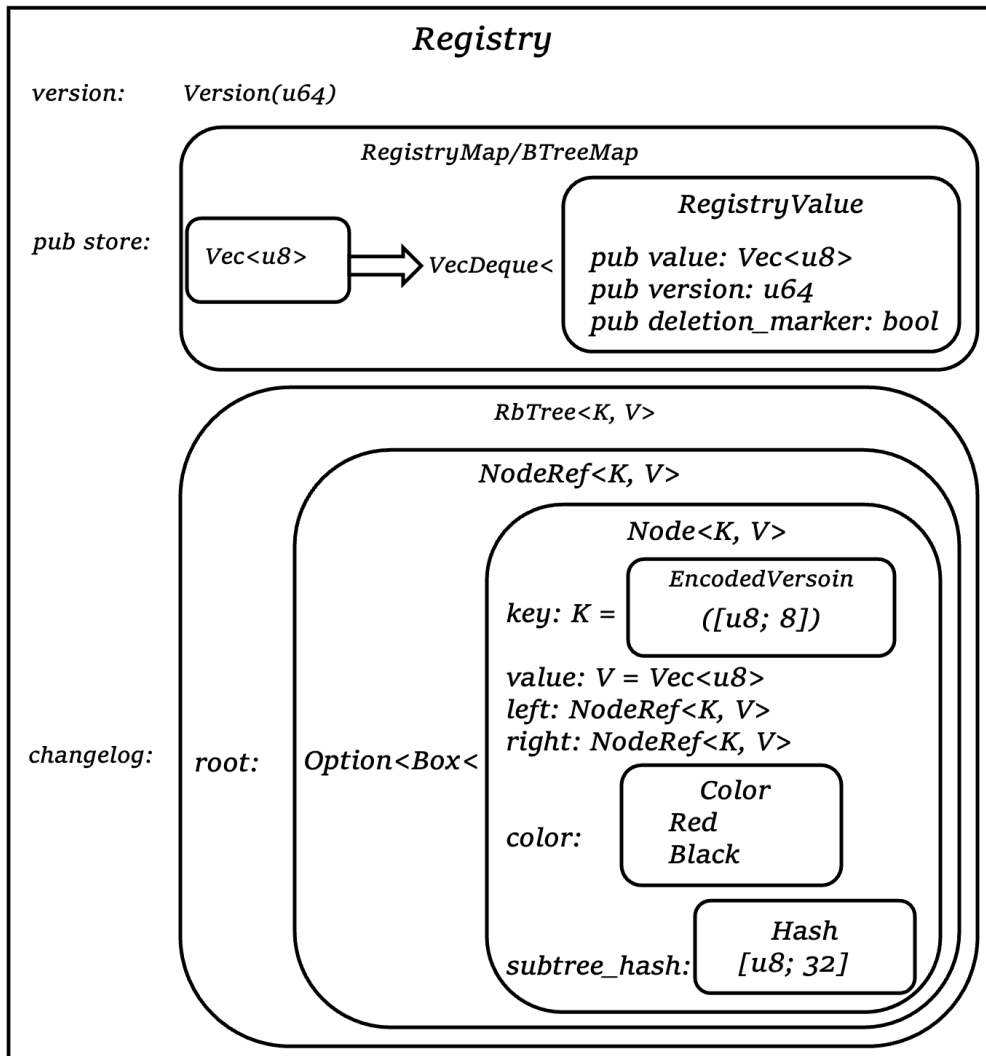 Registry
version: Version(u64)
RegistryMap/BTreeMap
pub store: Vec<u8> VecDeque<
RegistryValue
pub value: Vec<u8>
pub version: u64
pub deletion_marker: bool
changelog:
RbTree<K, V>
root:
NodeRef<K, V>
Option<Box<
Node<K, V>
key: K =
EncodedVersoin
([u8; 8])
value: V = Vec<u8>
left: NodeRef<K, V>
right: NodeRef<K, V>
color:
Color
Red
Black
subtree_hash:
Hash
[u8; 32]